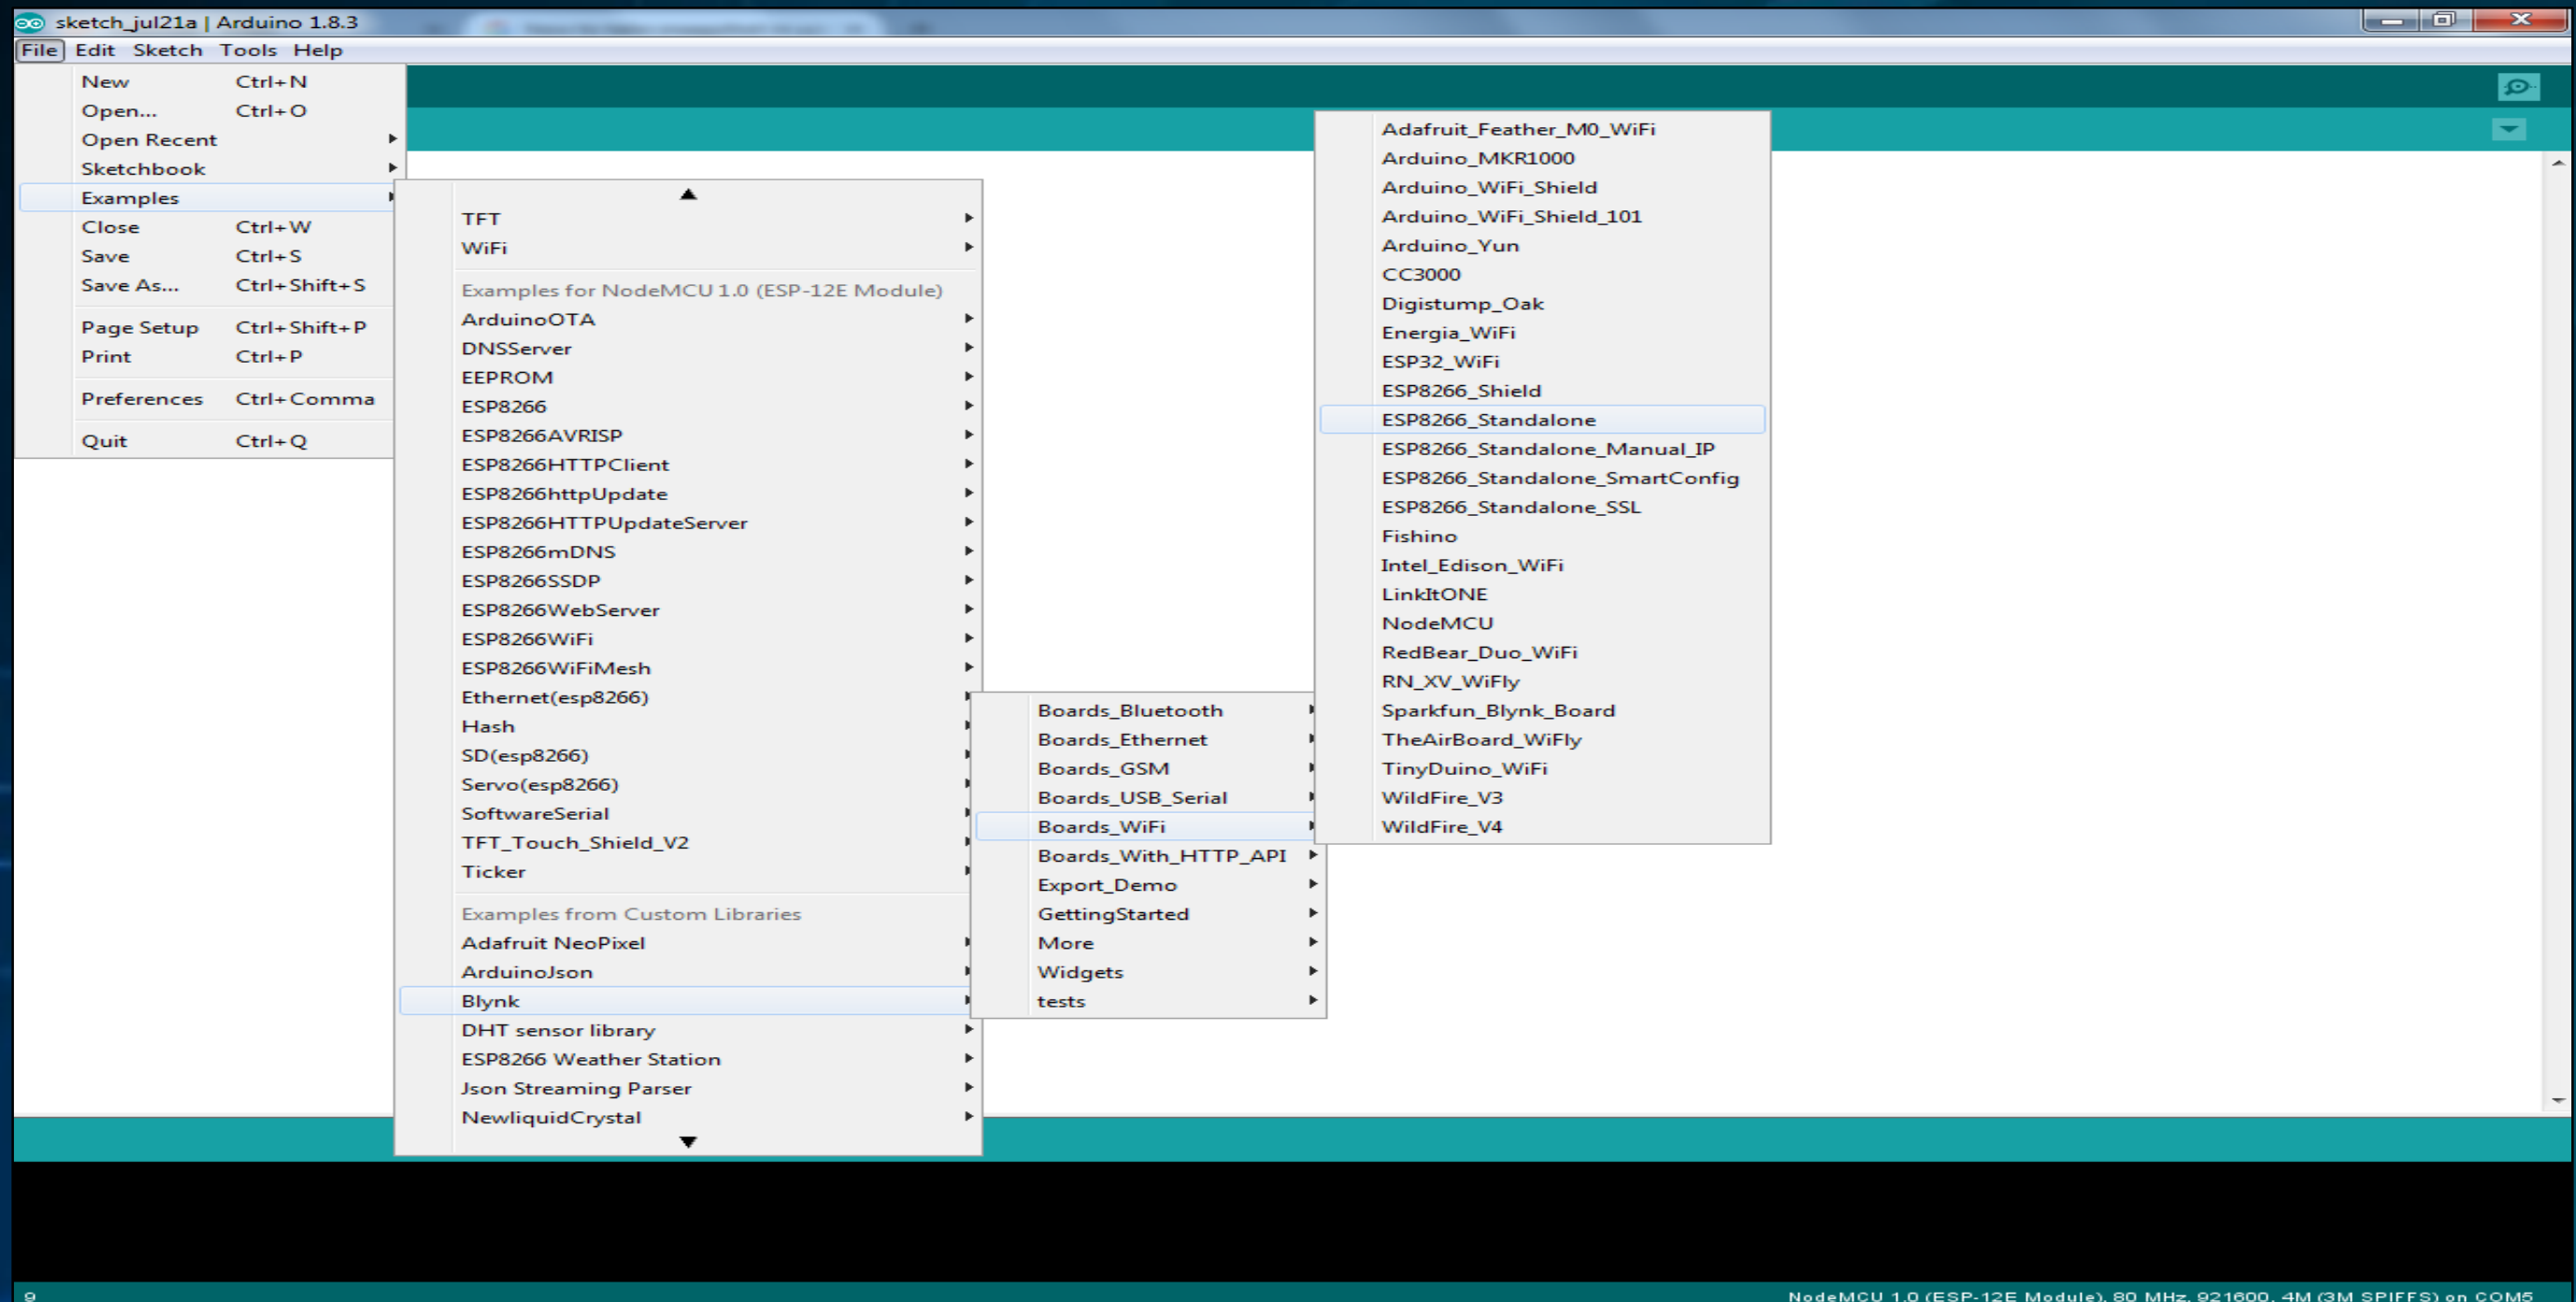 sketch_jul21a | Arduino 1.8.3
File Edit Sketch Tools Help
New Ctrl+N
Open... Ctrl+O
Open Recent
Sketchbook
Examples
Close Ctrl+W
Save Ctrl+S
Save As... Ctrl+Shift+S
Page Setup Ctrl+Shift+P
Print Ctrl+P
Preferences Ctrl+Comma
Quit Ctrl+Q
TFT
WiFi
Examples for NodeMCU 1.0 (ESP-12E Module)
ArduinoOTA
DNSServer
EEPROM
ESP8266
ESP8266AVRISP
ESP8266HTTPClient
ESP8266httpUpdate
ESP8266HTTPUpdateServer
ESP8266mDNS
ESP8266SSDP
ESP8266WebServer
ESP8266WiFi
ESP8266WiFiMesh
Ethernet(esp8266)
Hash
SD(esp8266)
Servo(esp8266)
SoftwareSerial
TFT_Touch_Shield_V2
Ticker
Examples from Custom Libraries
Adafruit NeoPixel
ArduinoJson
Blynk
DHT sensor library
ESP8266 Weather Station
Json Streaming Parser
NewliquidCrystal
Boards_Bluetooth
Boards_Ethernet
Boards_GSM
Boards_USB_Serial
Boards_WiFi
Boards_With_HTTP_API
Export_Demo
GettingStarted
More
Widgets
tests
Adafruit_Feather_M0_WiFi
Arduino_MKR1000
Arduino_WiFi_Shield
Arduino_WiFi_Shield_101
Arduino_Yun
CC3000
Digistump_Oak
Energia_WiFi
ESP32_WiFi
ESP8266_Shield
ESP8266_Standalone
ESP8266_Standalone_Manual_IP
ESP8266_Standalone_SmartConfig
ESP8266_Standalone_SSL
Fishino
Intel_Edison_WiFi
LinkItONE
NodeMCU
RedBear_Duo_WiFi
RN_XV_WiFly
Sparkfun_Blynk_Board
TheAirBoard_WiFly
TinyDuino_WiFi
WildFire_V3
WildFire_V4
9
NodeMCU 1.0 (ESP-12E Module), 80 MHz, 921600, 4M (3M SPIFFS) on COM5